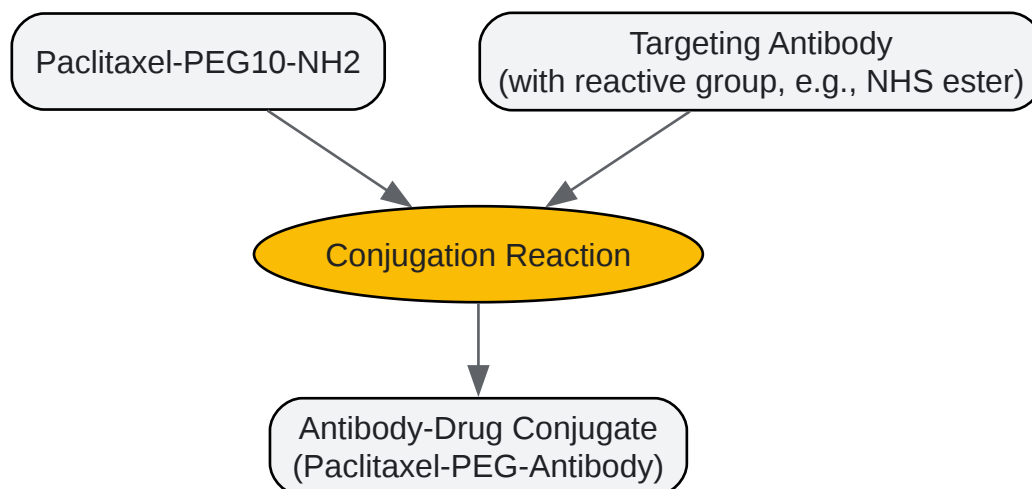 Paclitaxel-PEG10-NH2
Targeting Antibody
(with reactive group, e.g., NHS ester)
Conjugation Reaction
Antibody-Drug Conjugate
(Paclitaxel-PEG-Antibody)